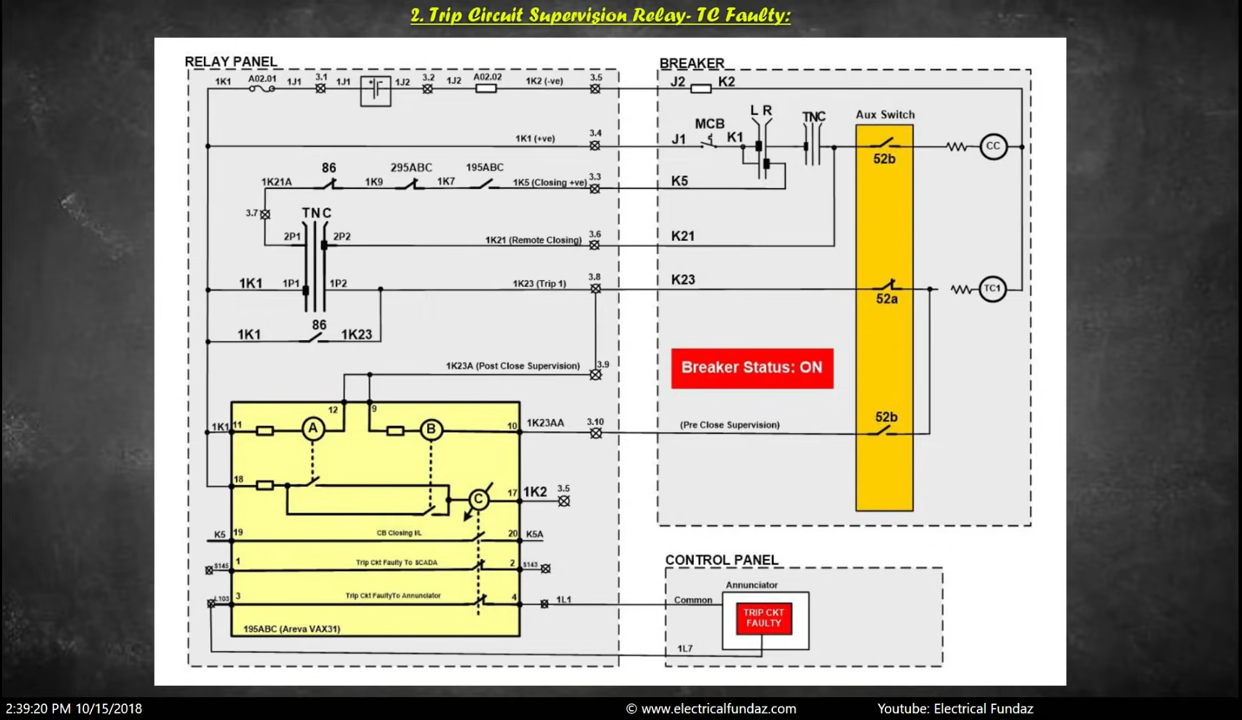 2. Trip Circuit Supervision Relay- TC Faulty:
RELAY PANEL
BREAKER
1K1 A02.01 1J1 3.1 1J1 + 1J2 3.2 1J2 A02.02 1K2 (-ve) 3.5 J2 K2
L R
TNC
Aux Switch
1K1 (+ve) 3.4 J1 MCB K1
52b
CC
86 295ABC 195ABC
1K21A 1K9 1K7 1K5 (Closing +ve) 3.3 K5
3.7
TNC
2P1 2P2 1K21 (Remote Closing) 3.6 K21
1K1 1P1 1P2 1K23 (Trip 1) 3.8 K23
52a
TC1
86
1K1 1K23
1K23A (Post Close Supervision) 3.9
Breaker Status: ON
12 9
1K1 11 A B 10 1K23AA 3.10 (Pre Close Supervision)
52b
18
C 17 1K2 3.5
K5 19 CB Closing I/L 20 K5A
S145 1 Trip Ckt Faulty To SCADA 2 S143
L103 3 Trip Ckt FaultyTo Annunciator 4 1L1
195ABC (Areva VAX31)
CONTROL PANEL
Annunciator
Common
TRIP CKT
FAULTY
1L7
2:39:20 PM 10/15/2018 © www.electricalfundaz.com Youtube: Electrical Fundaz